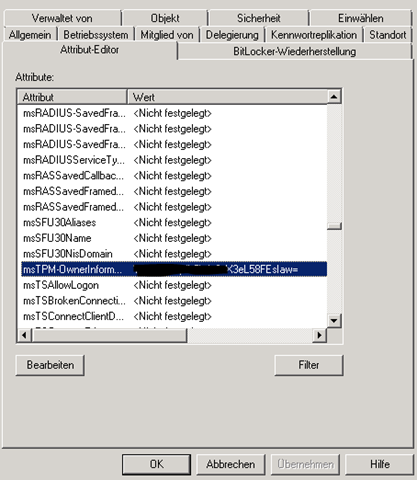 Verwaltet von Objekt Sicherheit Einwählen
Allgemein Betriebssystem Mitglied von Delegierung Kennwortreplikation Standort
Attribut-Editor BitLocker-Wiederherstellung
Attribute:
Attribut Wert
msRADIUS-SavedFra... <Nicht festgelegt>
msRADIUS-SavedFra... <Nicht festgelegt>
msRADIUS-SavedFra... <Nicht festgelegt>
msRADIUSServiceTy... <Nicht festgelegt>
msRASSavedCallbac... <Nicht festgelegt>
msRASSavedFramed... <Nicht festgelegt>
msRASSavedFramed... <Nicht festgelegt>
msSFU30Aliases <Nicht festgelegt>
msSFU30Name <Nicht festgelegt>
msSFU30NisDomain <Nicht festgelegt>
msTPM-OwnerInform... K3eL58FEslaw=
msTSAllowLogon <Nicht festgelegt>
msTSBrokenConnecti... <Nicht festgelegt>
msTSConnectClientD... <Nicht festgelegt>
Bearbeiten Filter
OK Abbrechen Übernehmen Hilfe